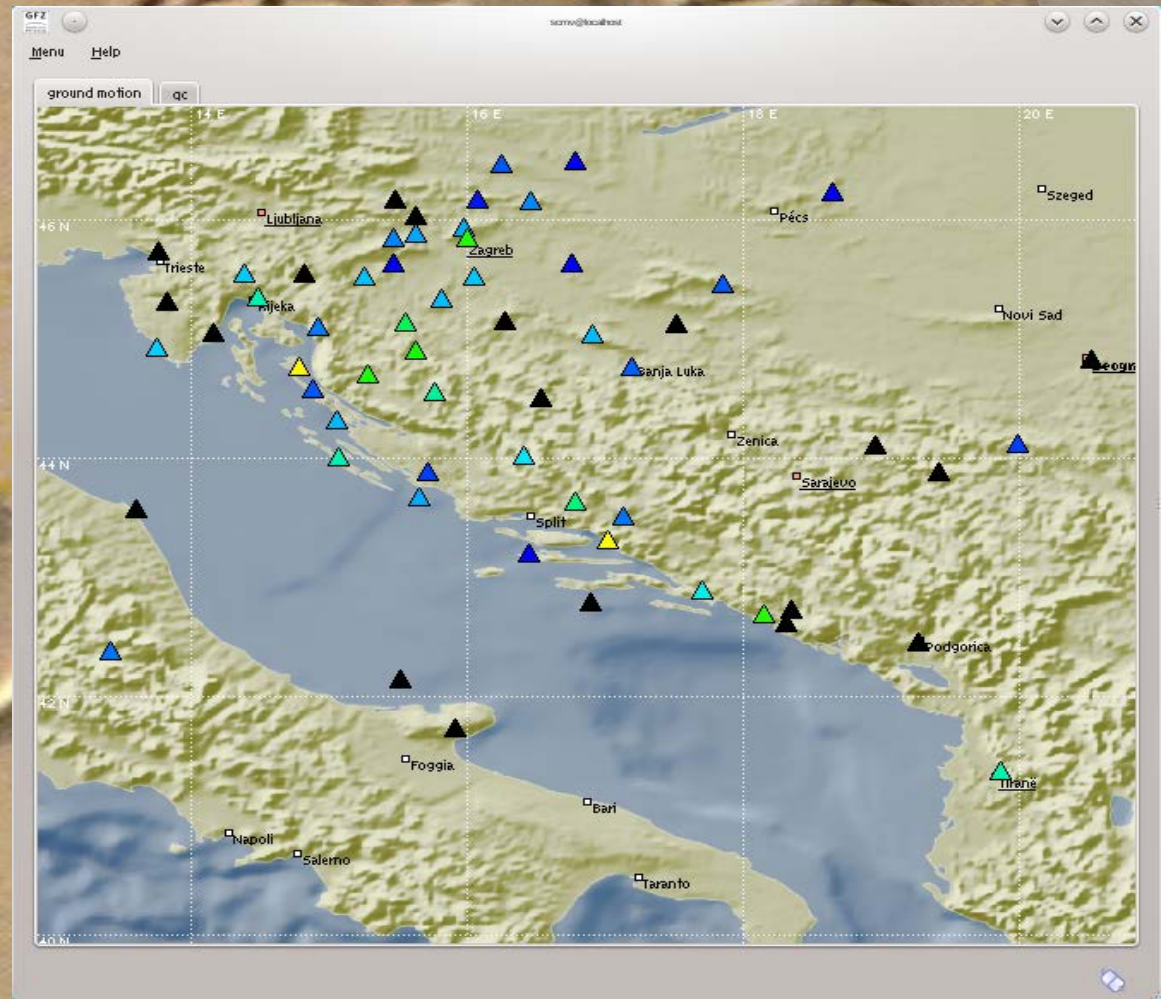 GFZ
scmv@localhost
Menu Help
ground motion qc
14 E 16 E 18 E 20 E
Szeged
Pécs
Ljubljana
46 N
Zagreb
Trieste
Rijeka
Novi Sad
Banja Luka
Zenica
44 N
Sarajevo
Split
Podgorica
42 N
Foggia
Tiranë
Bari
Napoli
Salerno
Taranto
40 N